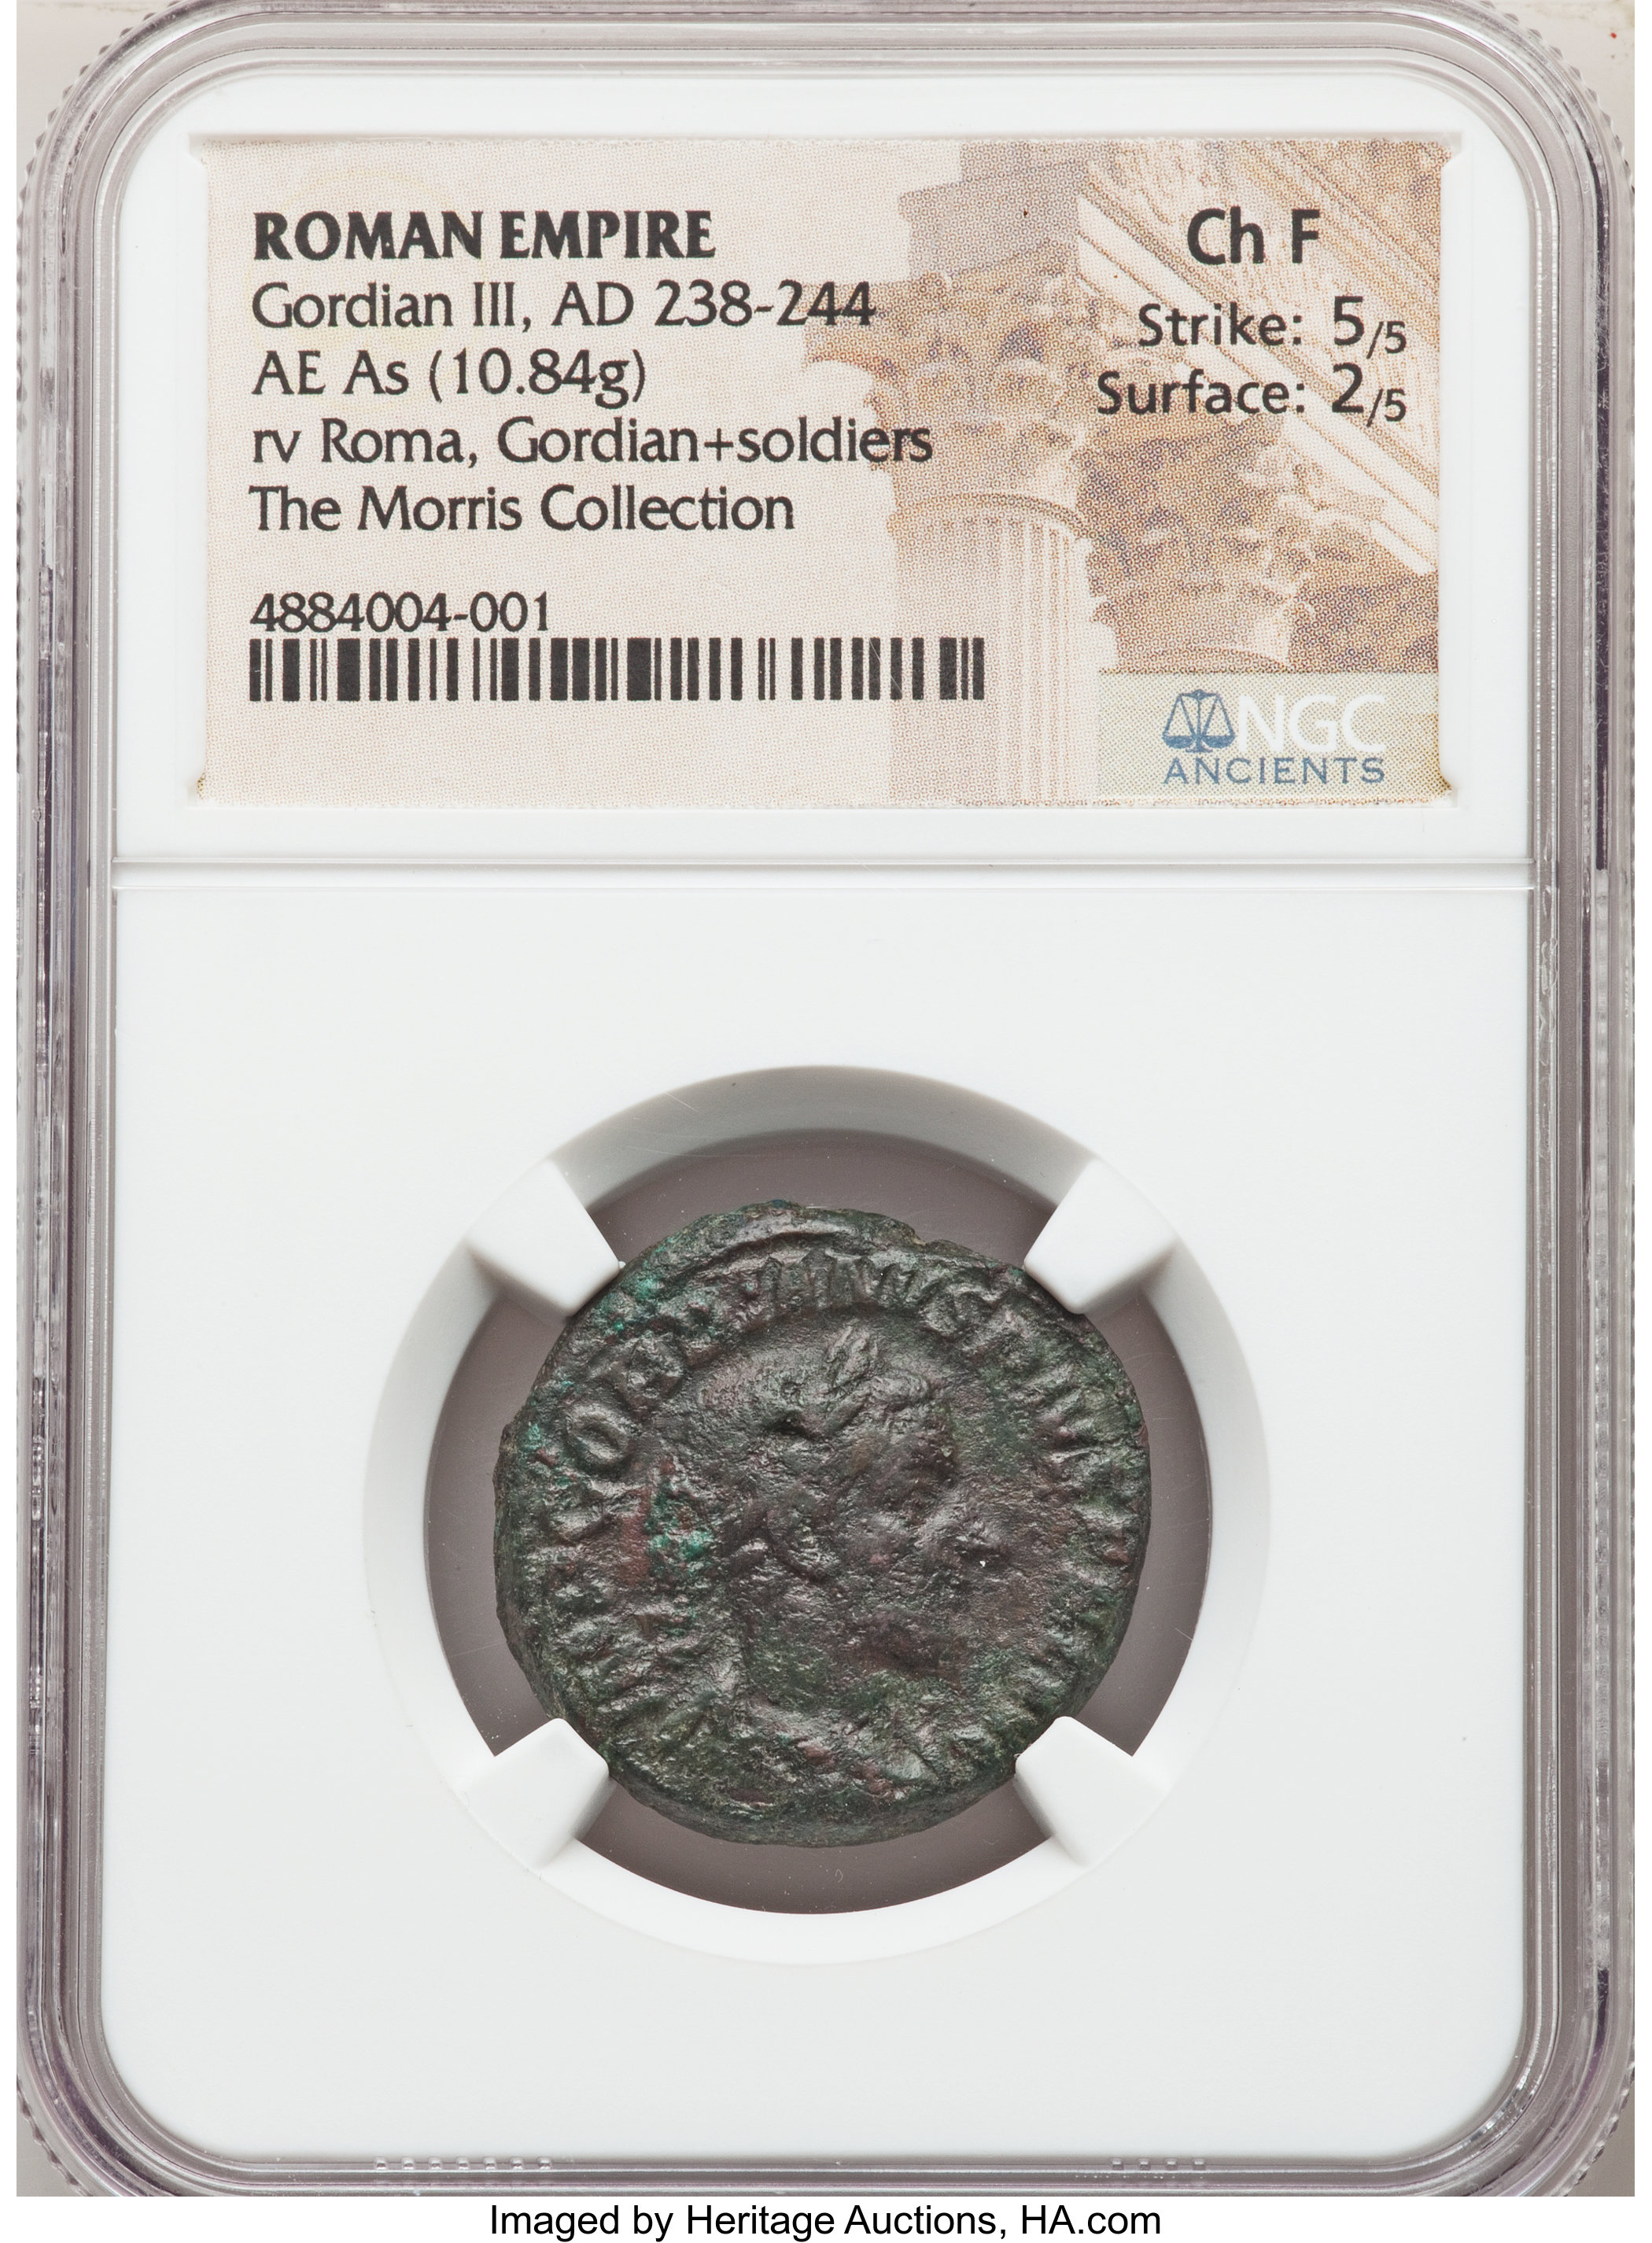 ROMAN EMPIRE
Gordian III, AD 238-244
AE As (10.84g)
rv Roma, Gordian+soldiers
The Morris Collection
4884004-001
Ch F
Strike: 5/5
Surface: 2/5
NGC
ANCIENTS
Imaged by Heritage Auctions, HA.com